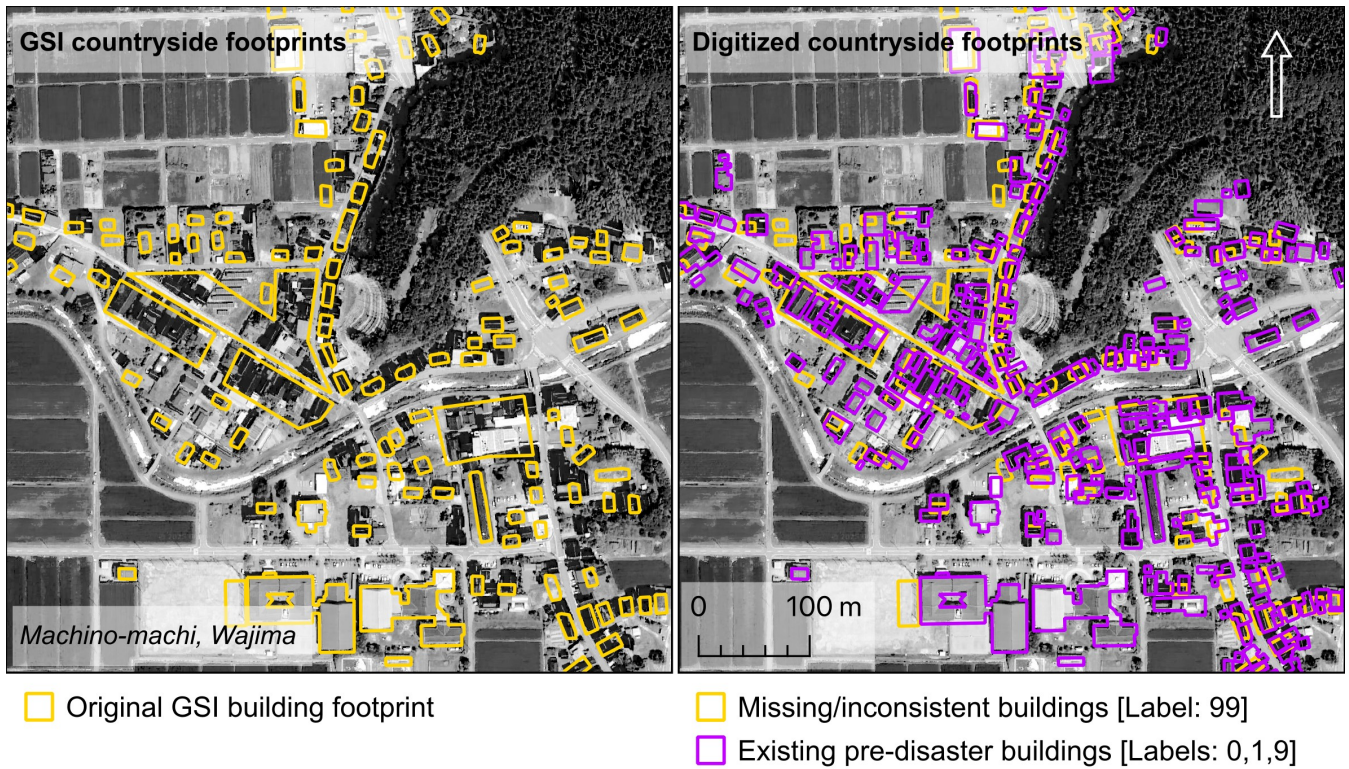 GSI countryside footprints
Digitized countryside footprints
Machino-machi, Wajima
0 100 m
Original GSI building footprint
Missing/inconsistent buildings [Label: 99]
Existing pre-disaster buildings [Labels: 0,1,9]